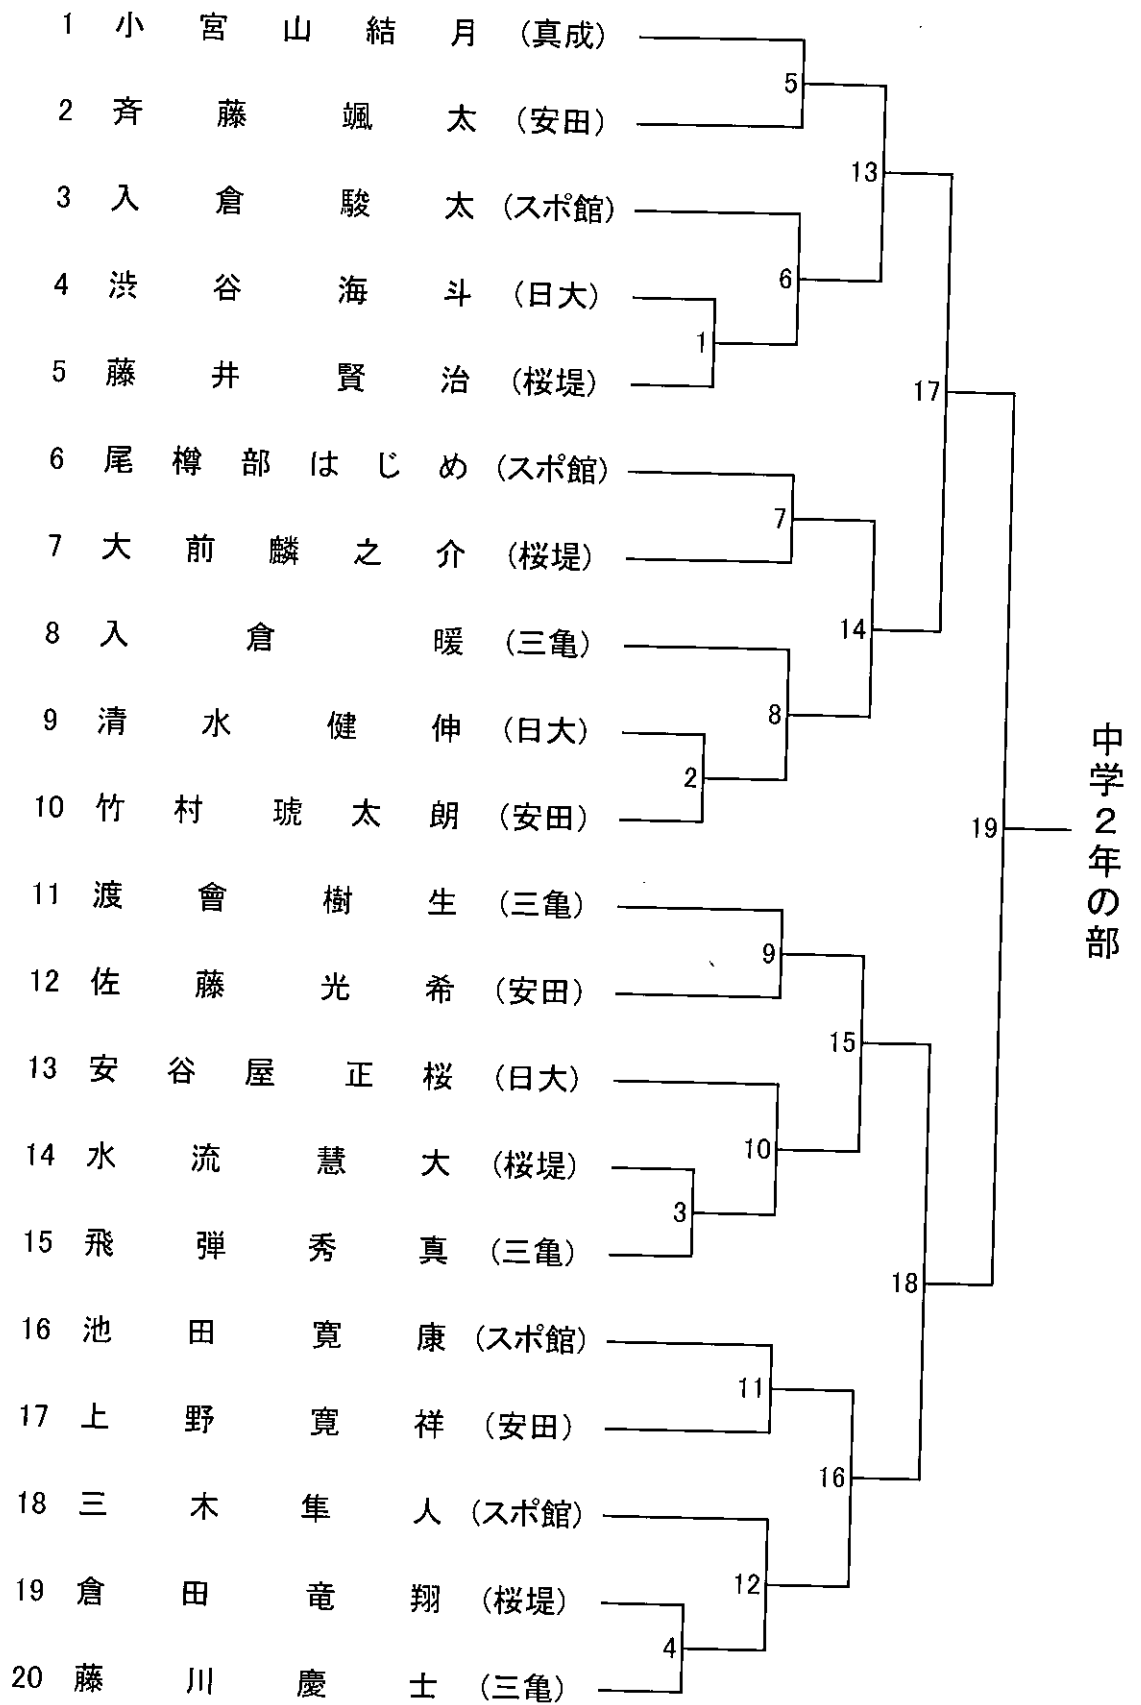 1 小宮山結月 (真成)
2 斉藤颯太 (安田)
3 入倉駿太 (スポ館)
4 渋谷海斗 (日大)
5 藤井賢治 (桜堤)
6 尾樽部はじめ (スポ館)
7 大前麟之介 (桜堤)
8 入倉暖 (三亀)
9 清水健伸 (日大)
10 竹村琥太朗 (安田)
11 渡會樹生 (三亀)
12 佐藤光希 (安田)
13 安谷屋正桜 (日大)
14 水流慧大 (桜堤)
15 飛弾秀真 (三亀)
16 池田寛康 (スポ館)
17 上野寛祥 (安田)
18 三木隼人 (スポ館)
19 倉田竜翔 (桜堤)
20 藤川慶士 (三亀)
1
2
3
4
5
6
7
8
9
10
11
12
13
14
15
16
17
18
19
中学2年の部